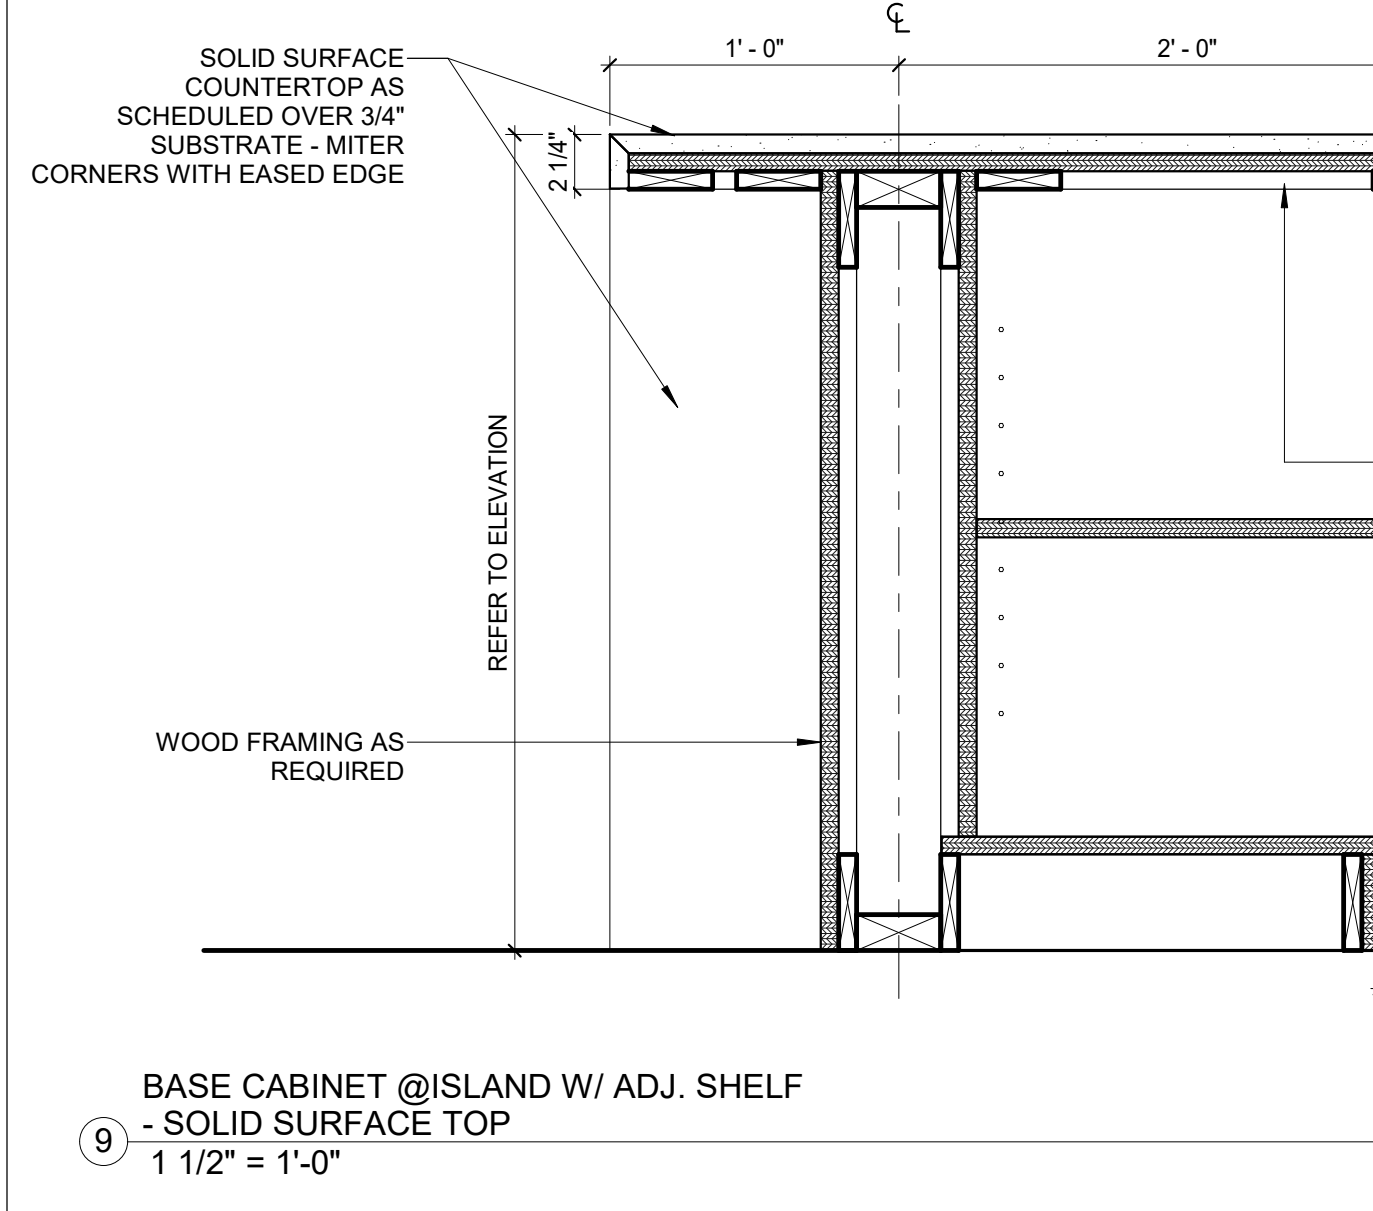 ℄
1' - 0"
2' - 0"
SOLID SURFACE
COUNTERTOP AS
SCHEDULED OVER 3/4"
SUBSTRATE - MITER
CORNERS WITH EASED EDGE
2 1/4"
REFER TO ELEVATION
WOOD FRAMING AS
REQUIRED
BASE CABINET @ISLAND W/ ADJ. SHELF
- SOLID SURFACE TOP
9
1 1/2" = 1'-0"